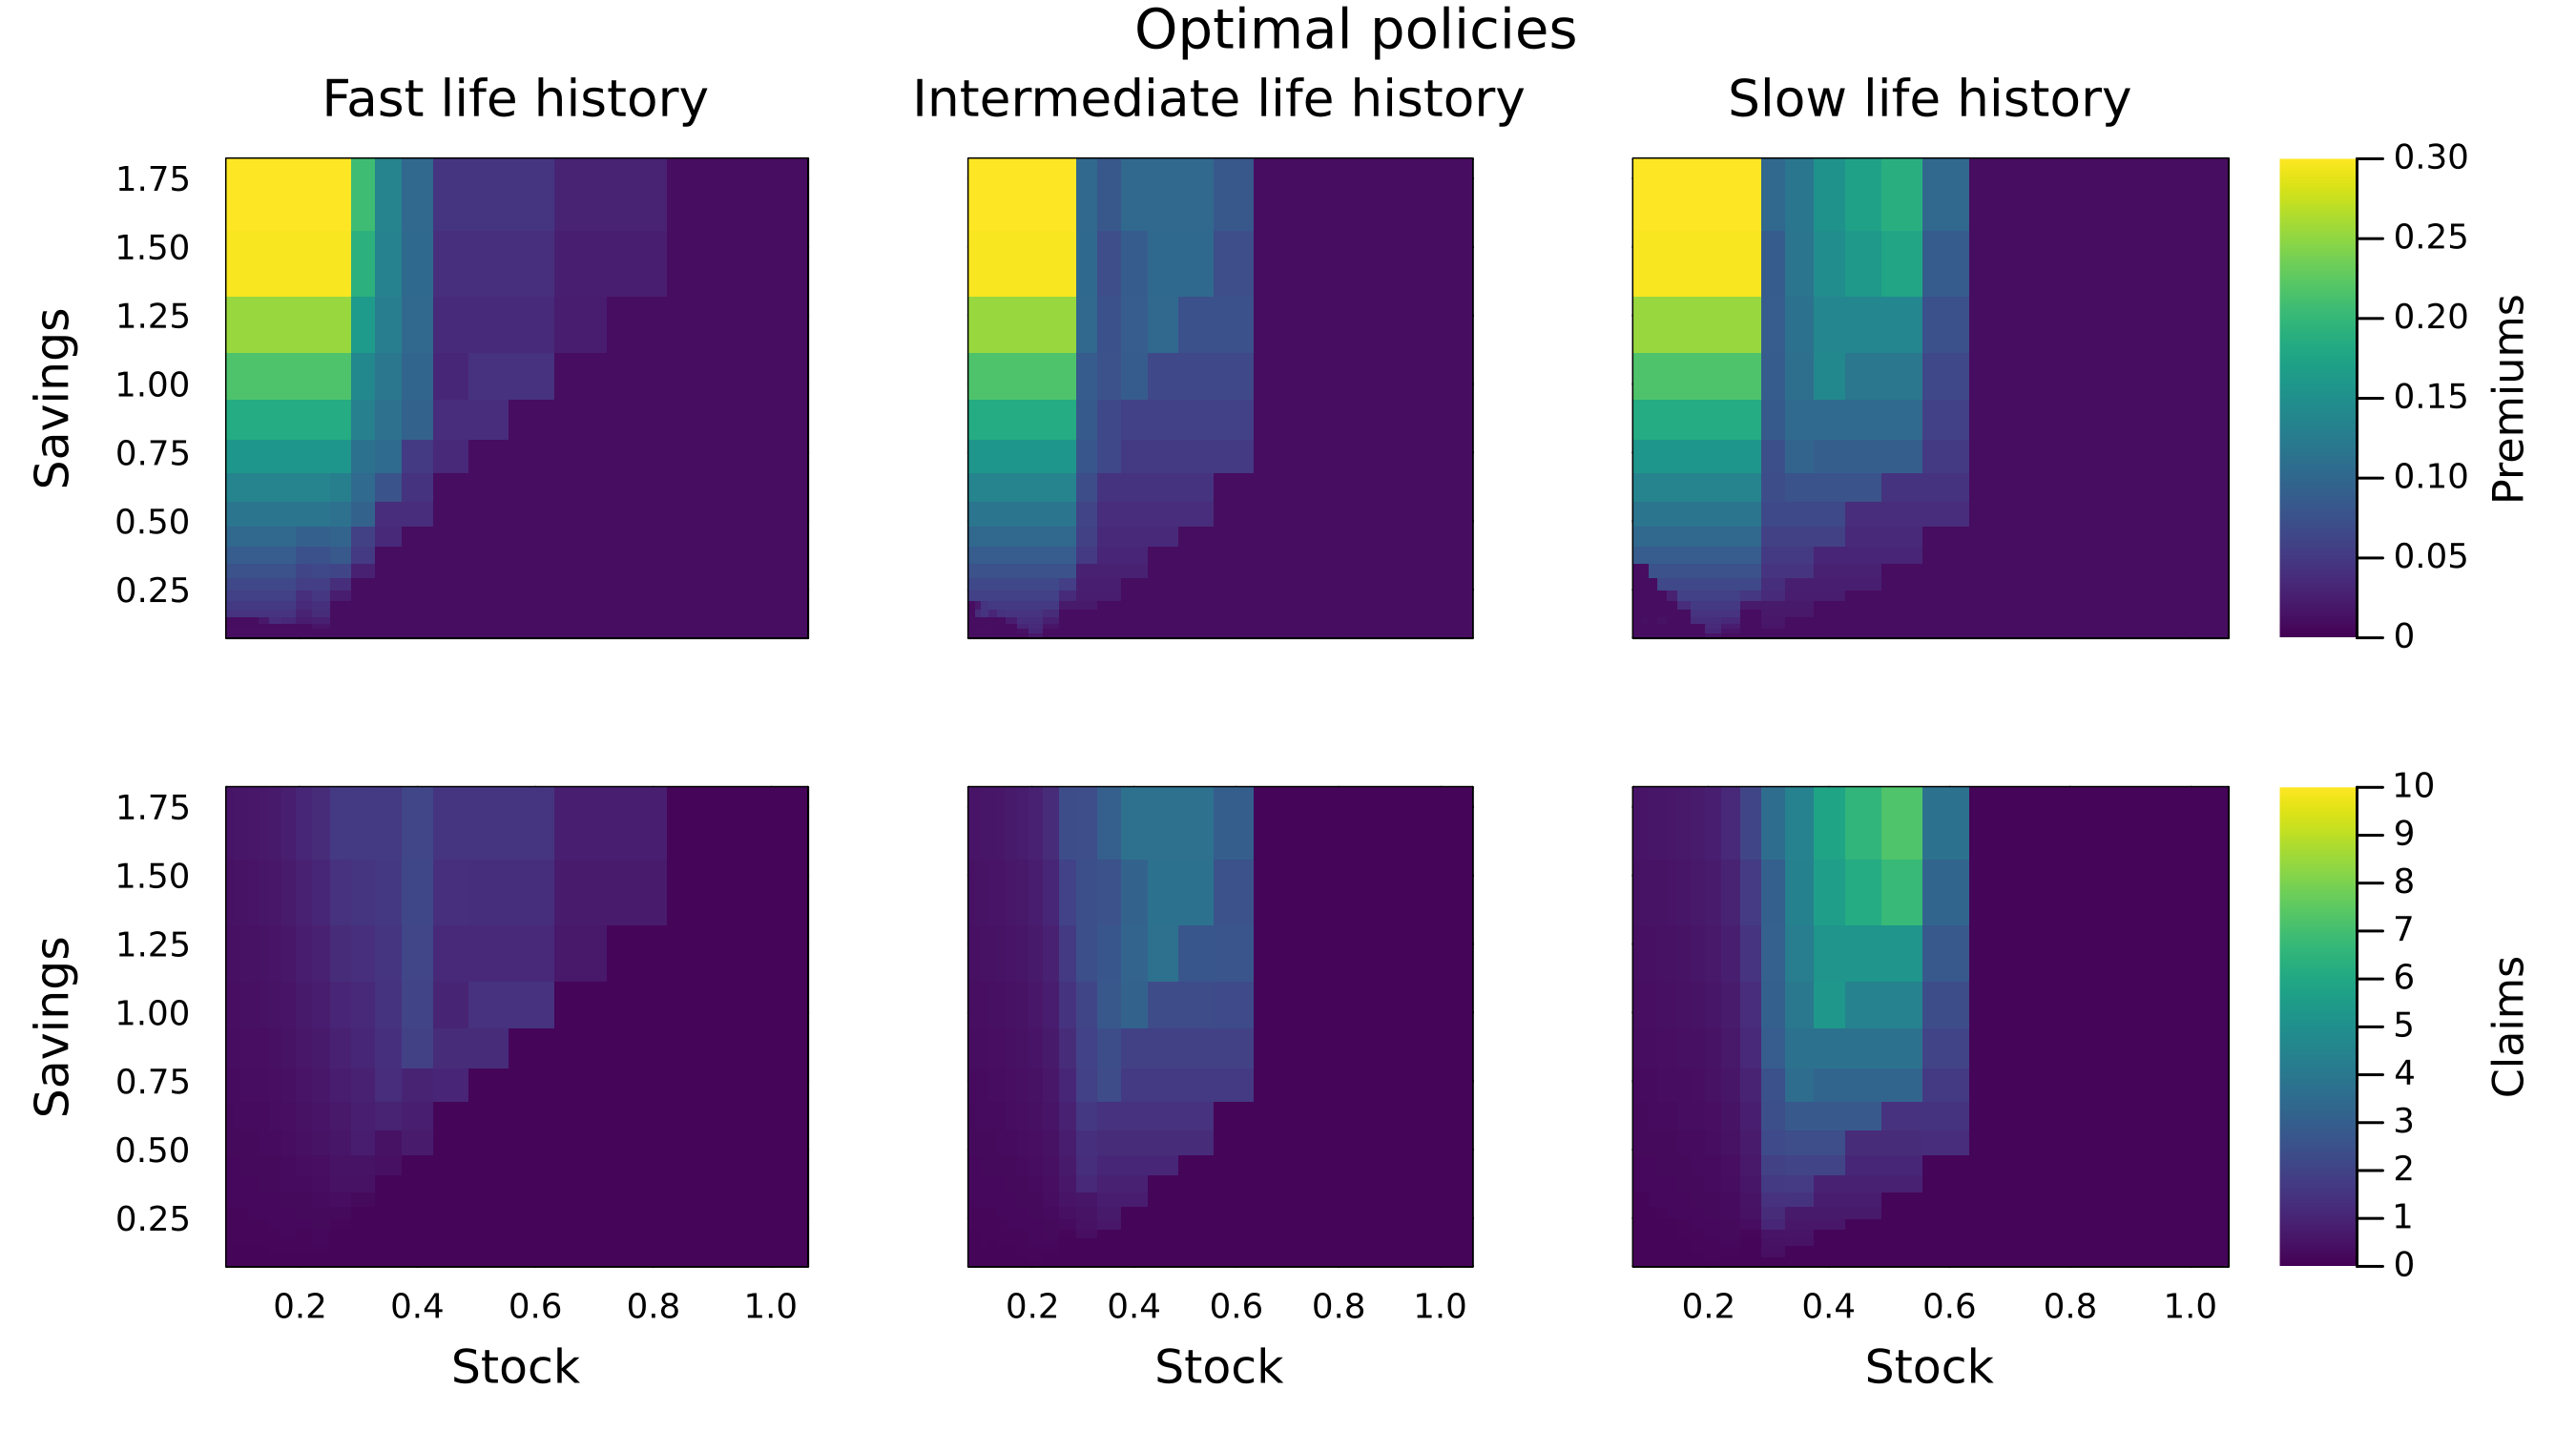 Optimal policies
Fast life history
Intermediate life history
Slow life history
Savings
1.75
1.50
1.25
1.00
0.75
0.50
0.25
0.30
0.25
0.20
0.15
0.10
0.05
0
Premiums
Savings
1.75
1.50
1.25
1.00
0.75
0.50
0.25
10
9
8
7
6
5
4
3
2
1
0
Claims
0.2 0.4 0.6 0.8 1.0
0.2 0.4 0.6 0.8 1.0
0.2 0.4 0.6 0.8 1.0
Stock
Stock
Stock